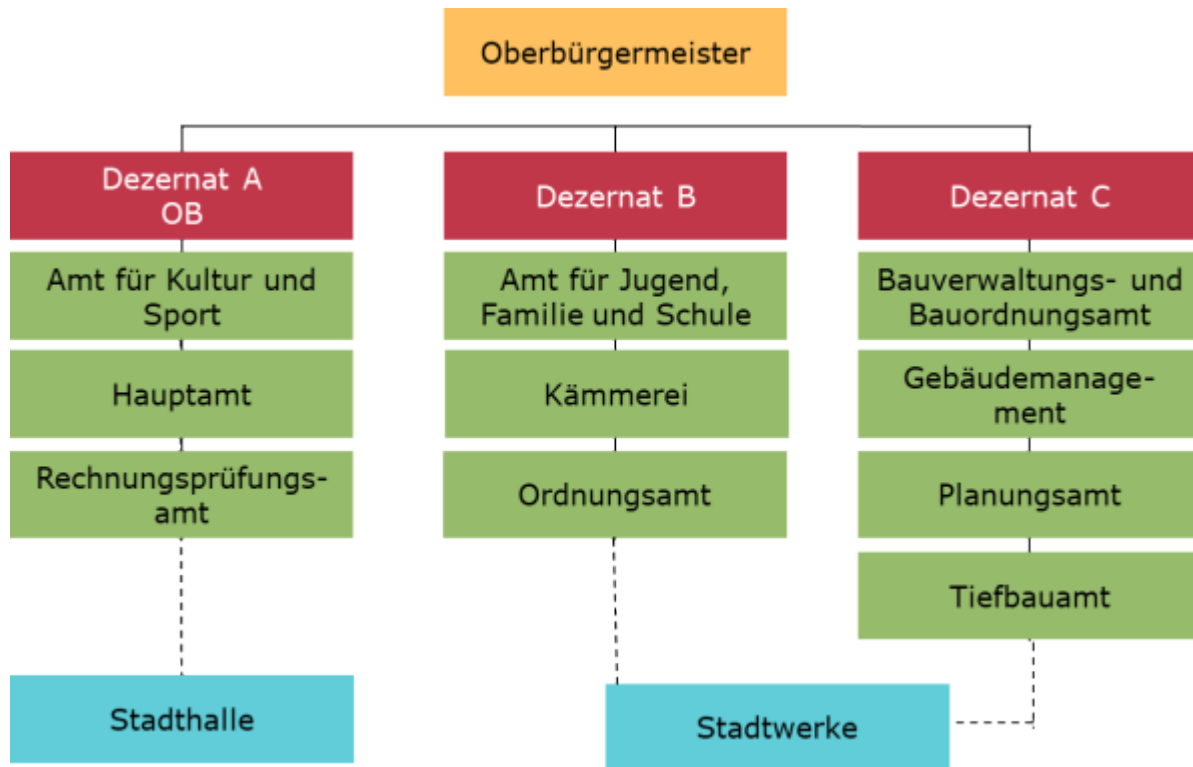 Oberbürgermeister
Dezernat A
OB
Dezernat B
Dezernat C
Amt für Kultur und
Sport
Amt für Jugend,
Familie und Schule
Bauverwaltungs- und
Bauordnungsamt
Hauptamt
Kämmerei
Gebäudemanage-
ment
Rechnungsprüfungs-
amt
Ordnungsamt
Planungsamt
Tiefbauamt
Stadthalle
Stadtwerke